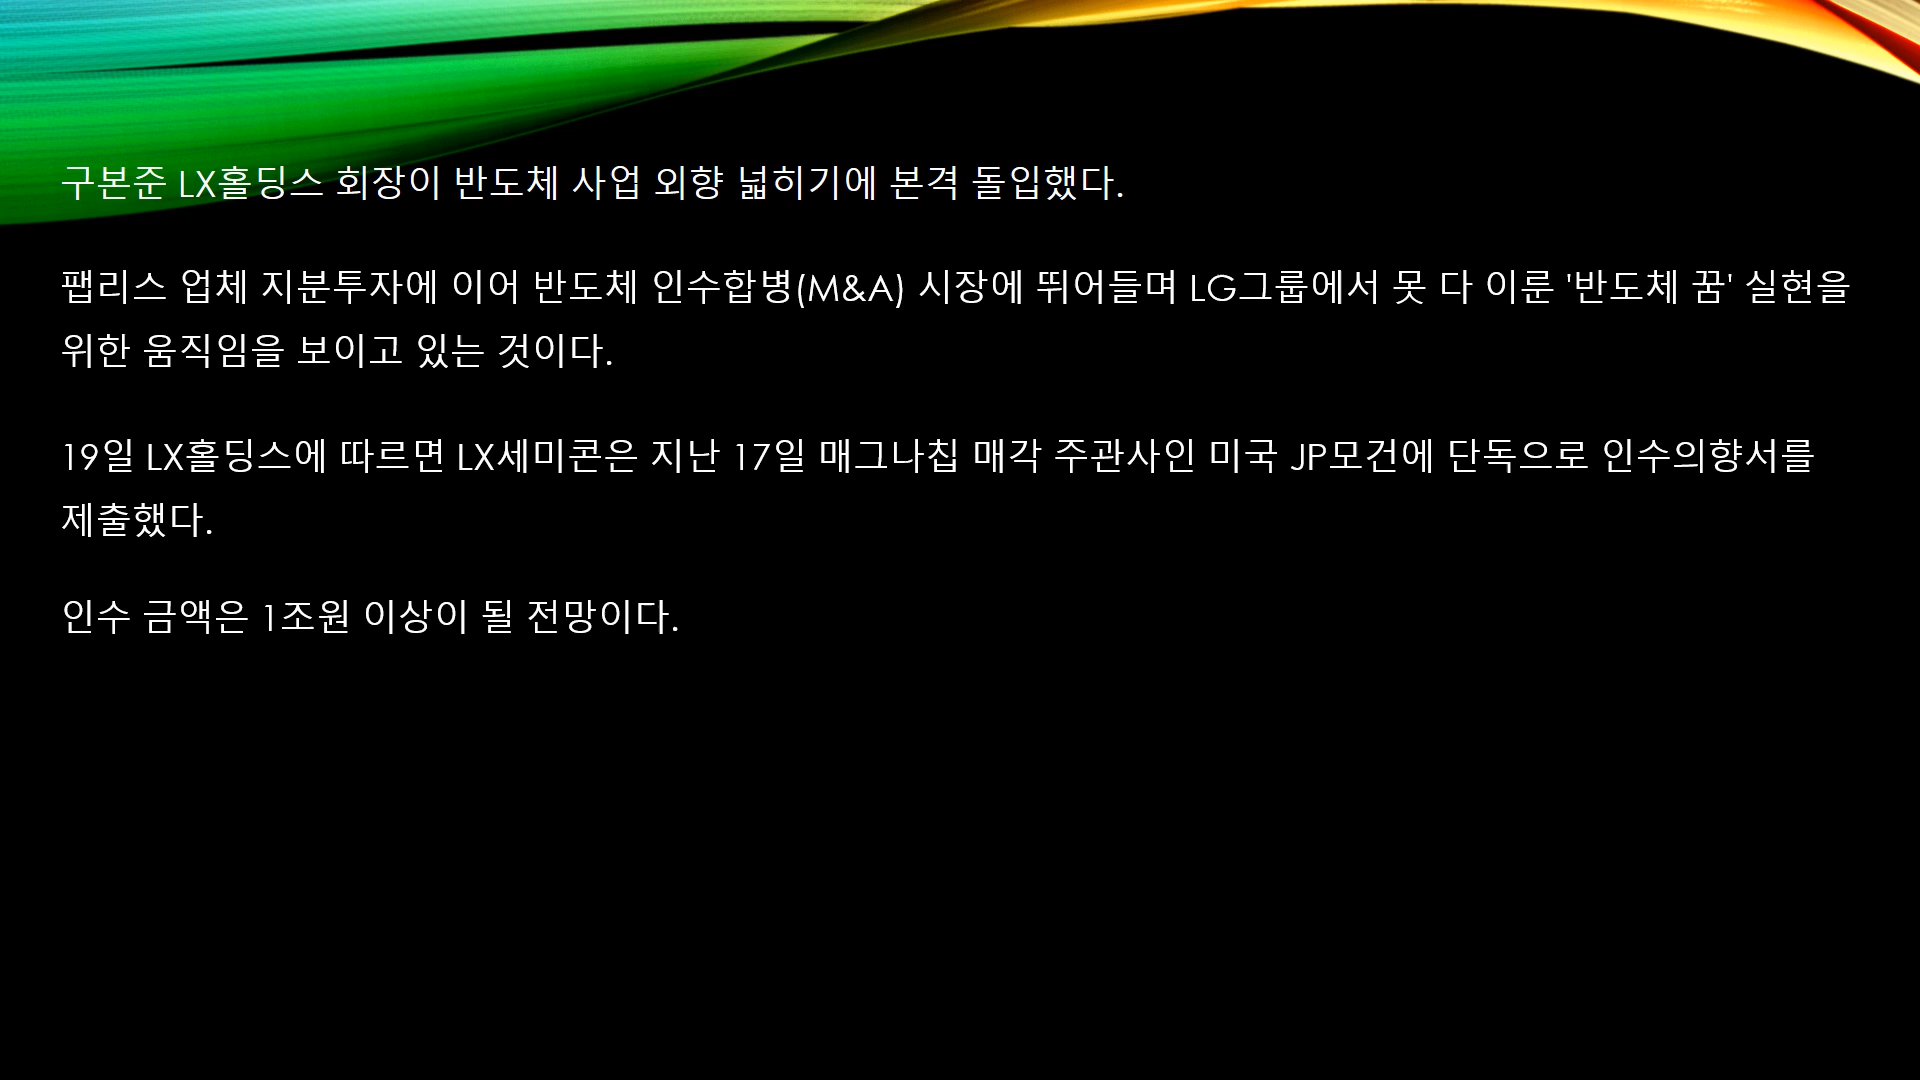 구본준 LX홀딩스 회장이 반도체 사업 외향 넓히기에 본격 돌입했다.
팹리스 업체 지분투자에 이어 반도체 인수합병(M&A) 시장에 뛰어들며 LG그룹에서 못 다 이룬 '반도체 꿈' 실현을
위한 움직임을 보이고 있는 것이다.
19일 LX홀딩스에 따르면 LX세미콘은 지난 17일 매그나칩 매각 주관사인 미국 JP모건에 단독으로 인수의향서를
제출했다.
인수 금액은 1조원 이상이 될 전망이다.